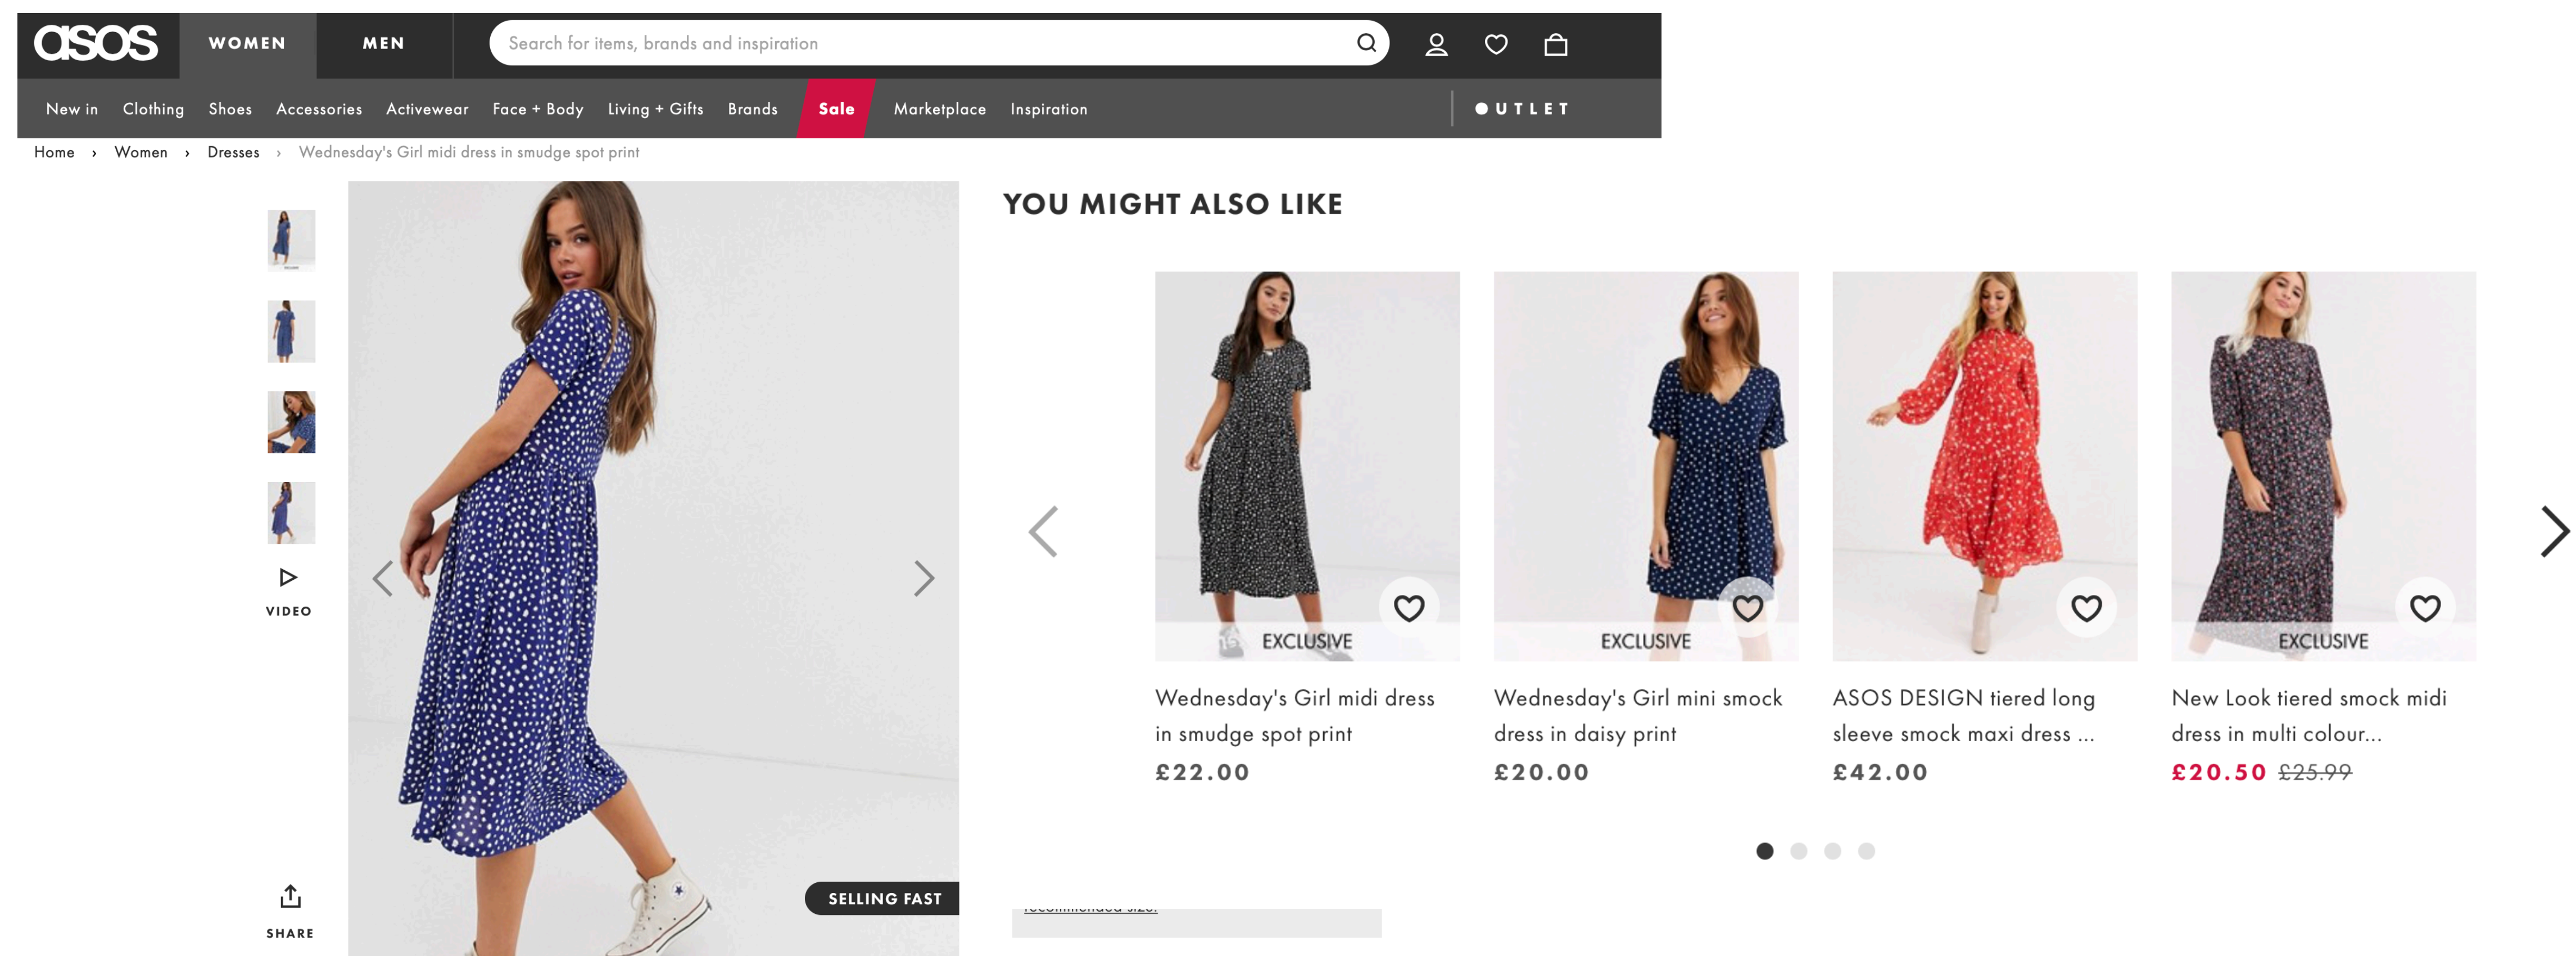 asos
WOMEN
MEN
Search for items, brands and inspiration
New in
Clothing
Shoes
Accessories
Activewear
Face + Body
Living + Gifts
Brands
Sale
Marketplace
Inspiration
OUTLET
Home › Women › Dresses › Wednesday's Girl midi dress in smudge spot print
VIDEO
SHARE
SELLING FAST
YOU MIGHT ALSO LIKE
EXCLUSIVE
Wednesday's Girl midi dress
in smudge spot print
£22.00
EXCLUSIVE
Wednesday's Girl mini smock
dress in daisy print
£20.00
ASOS DESIGN tiered long
sleeve smock maxi dress ...
£42.00
EXCLUSIVE
New Look tiered smock midi
dress in multi colour...
£20.50 £25.99
recommended size.